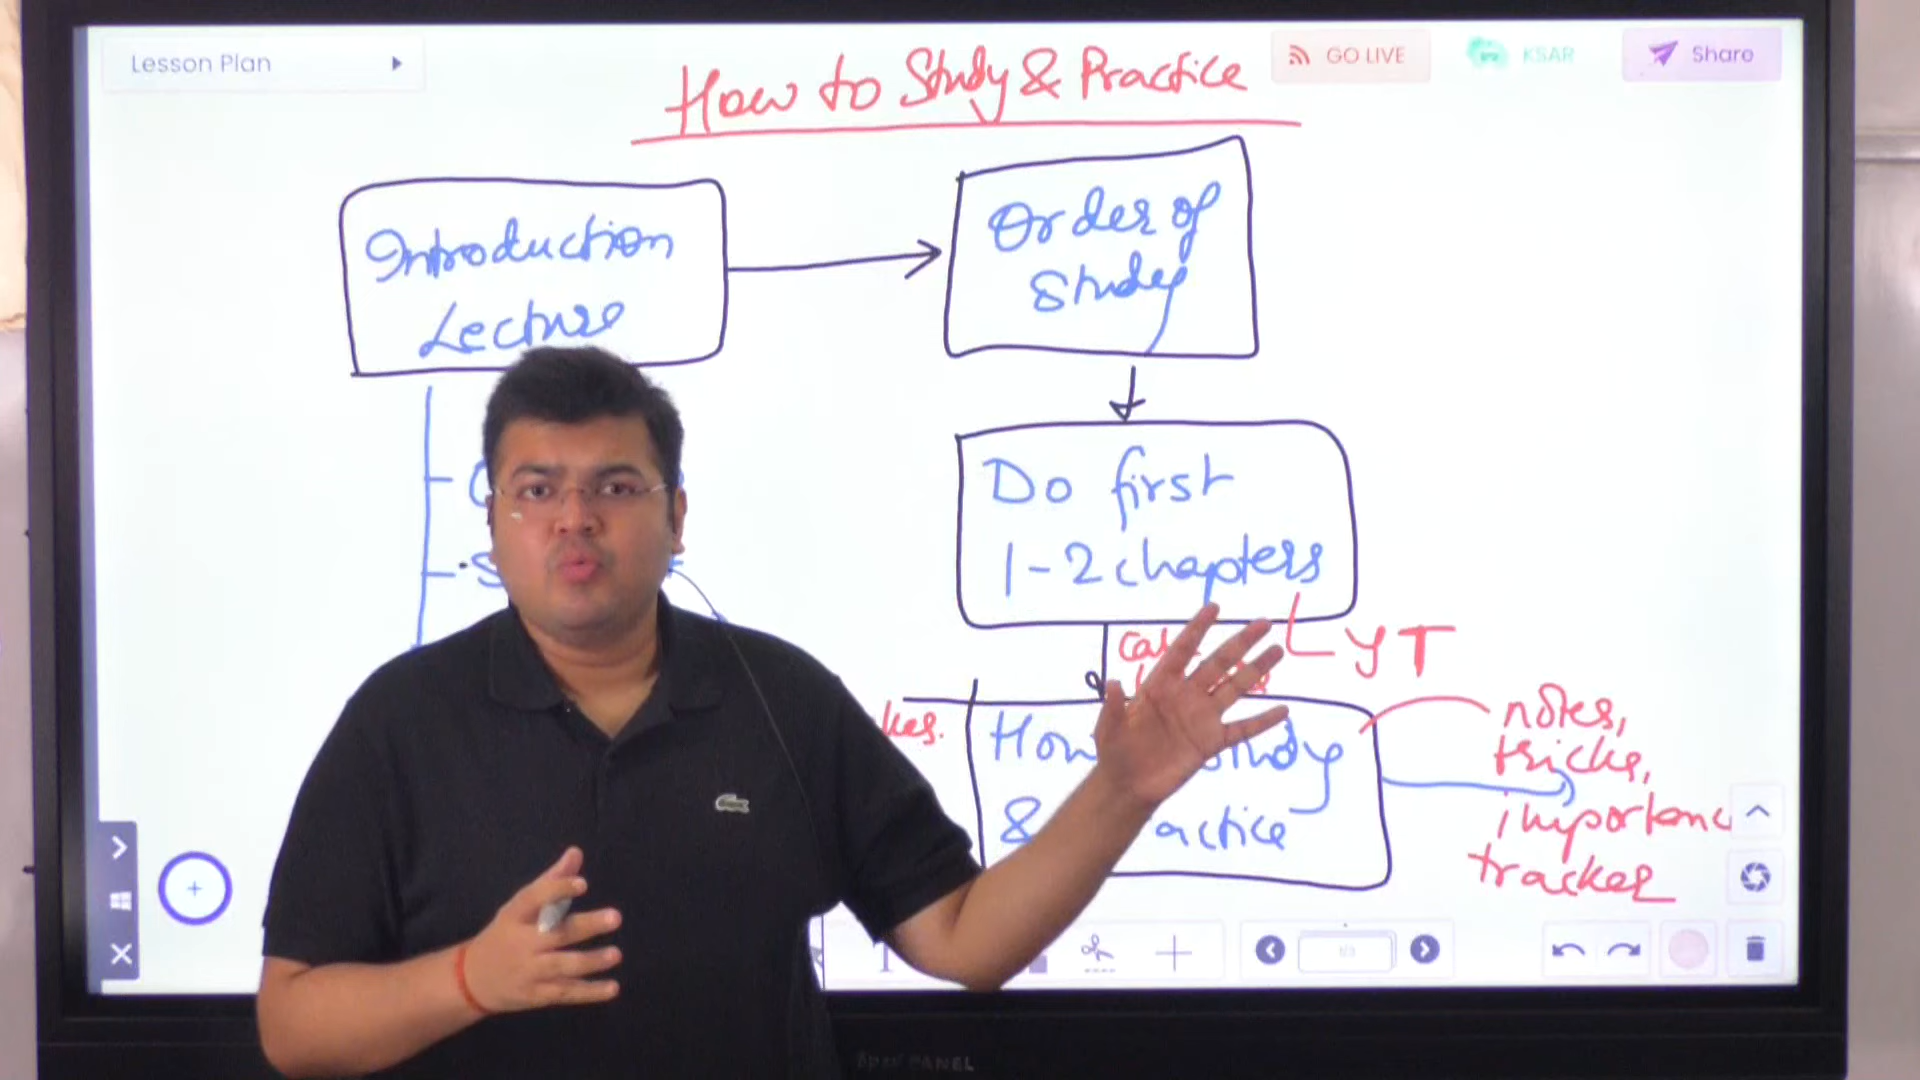 Lesson Plan
How to Study & Practice
GO LIVE
KSAR
Share
Introduction
Lecture
Order of
Study
Do first
1-2 chapters
YT
notes,
tricks,
importance
tracker
&